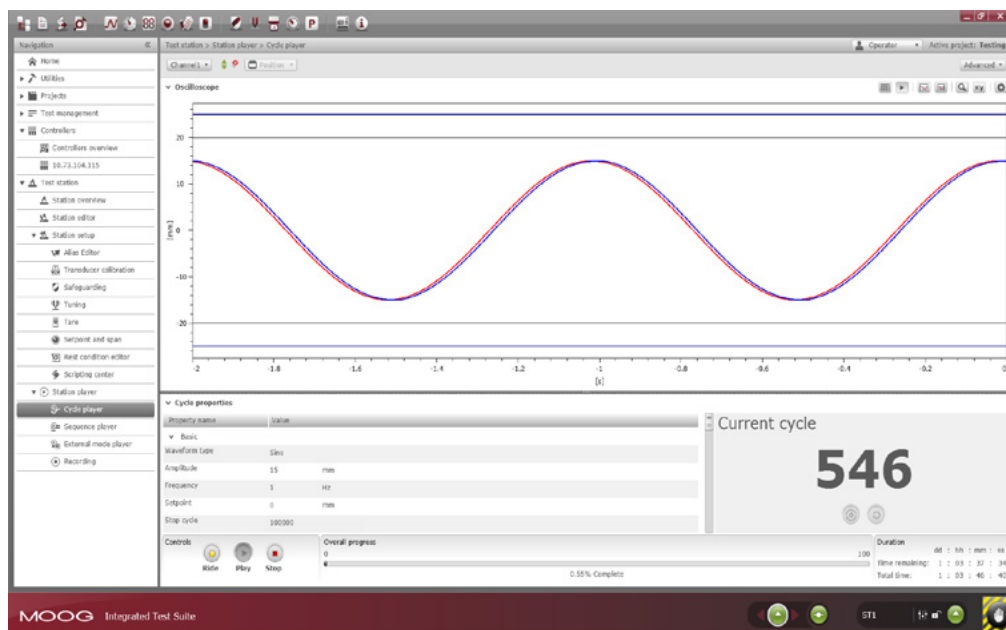 Navigation
Test station > Station player > Cycle player
Operator
Active project: Testing
Home
Channel1
Position
Advanced
Utilities
Oscilloscope
Projects
Test management
Controllers
Controllers overview
10.73.104.115
Test station
Station overview
Station editor
Station setup
Alias Editor
Transducer calibration
Safeguarding
Tuning
Tare
Setpoint and span
Rest condition editor
Scripting center
Station player
Cycle player
Sequence player
External mode player
Recording
20
10
0
-10
-20
[mm]
-2 -1.8 -1.6 -1.4 -1.2 -1 -0.8 -0.6 -0.4 -0.2 0
[s]
Cycle properties
Property name Value
Basic
Waveform type Sine
Amplitude 15 mm
Frequency 1 Hz
Setpoint 0 mm
Stop cycle 100000
Current cycle
546
Controls
Ride Play Stop
Overall progress
0 100
0.55% Complete
Duration
dd : hh : mm : ss
Time remaining: 1 : 03 : 37 : 34
Total time: 1 : 03 : 46 : 40
MOOG Integrated Test Suite
ST1